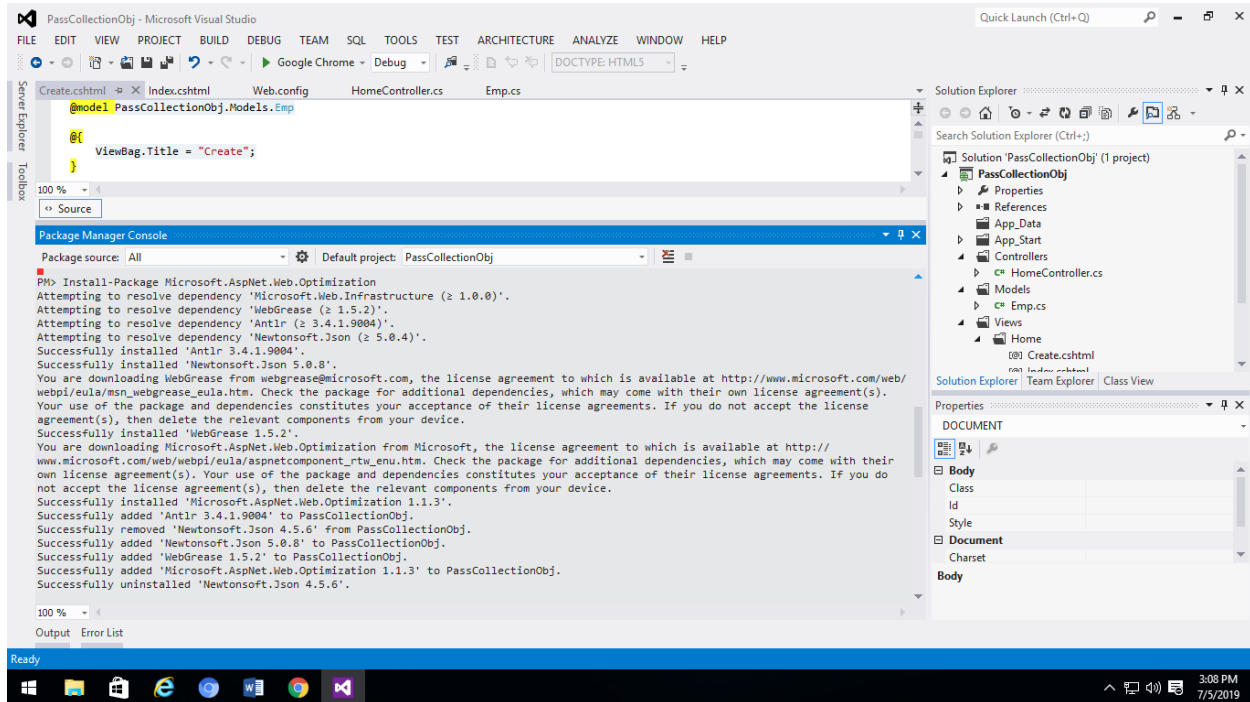 PassCollectionObj - Microsoft Visual Studio
Quick Launch (Ctrl+Q)
FILE EDIT VIEW PROJECT BUILD DEBUG TEAM SQL TOOLS TEST ARCHITECTURE ANALYZE WINDOW HELP
Google Chrome Debug DOCTYPE: HTML5
Server Explorer
Toolbox
Create.cshtml Index.cshtml Web.config HomeController.cs Emp.cs
@model PassCollectionObj.Models.Emp
@{
ViewBag.Title = "Create";
}
100 %
Source
Package Manager Console
Package source: All Default project: PassCollectionObj
PM> Install-Package Microsoft.AspNet.Web.Optimization
Attempting to resolve dependency 'Microsoft.Web.Infrastructure (≥ 1.0.0)'.
Attempting to resolve dependency 'WebGrease (≥ 1.5.2)'.
Attempting to resolve dependency 'Antlr (≥ 3.4.1.9004)'.
Attempting to resolve dependency 'Newtonsoft.Json (≥ 5.0.4)'.
Successfully installed 'Antlr 3.4.1.9004'.
Successfully installed 'Newtonsoft.Json 5.0.8'.
You are downloading WebGrease from webgrease@microsoft.com, the license agreement to which is available at http://www.microsoft.com/web/
webpi/eula/msn_webgrease_eula.htm. Check the package for additional dependencies, which may come with their own license agreement(s).
Your use of the package and dependencies constitutes your acceptance of their license agreements. If you do not accept the license
agreement(s), then delete the relevant components from your device.
Successfully installed 'WebGrease 1.5.2'.
You are downloading Microsoft.AspNet.Web.Optimization from Microsoft, the license agreement to which is available at http://
www.microsoft.com/web/webpi/eula/aspnetcomponent_rtw_enu.htm. Check the package for additional dependencies, which may come with their
own license agreement(s). Your use of the package and dependencies constitutes your acceptance of their license agreements. If you do
not accept the license agreement(s), then delete the relevant components from your device.
Successfully installed 'Microsoft.AspNet.Web.Optimization 1.1.3'.
Successfully added 'Antlr 3.4.1.9004' to PassCollectionObj.
Successfully removed 'Newtonsoft.Json 4.5.6' from PassCollectionObj.
Successfully added 'Newtonsoft.Json 5.0.8' to PassCollectionObj.
Successfully added 'WebGrease 1.5.2' to PassCollectionObj.
Successfully added 'Microsoft.AspNet.Web.Optimization 1.1.3' to PassCollectionObj.
Successfully uninstalled 'Newtonsoft.Json 4.5.6'.
100 %
Output Error List
Solution Explorer
Search Solution Explorer (Ctrl+;)
Solution 'PassCollectionObj' (1 project)
PassCollectionObj
Properties
References
App_Data
App_Start
Controllers
C# HomeController.cs
Models
C# Emp.cs
Views
Home
[@] Create.cshtml
[@] Index.cshtml
Solution Explorer Team Explorer Class View
Properties
DOCUMENT
Body
Class
Id
Style
Document
Charset
Body
Ready
3:08 PM
7/5/2019